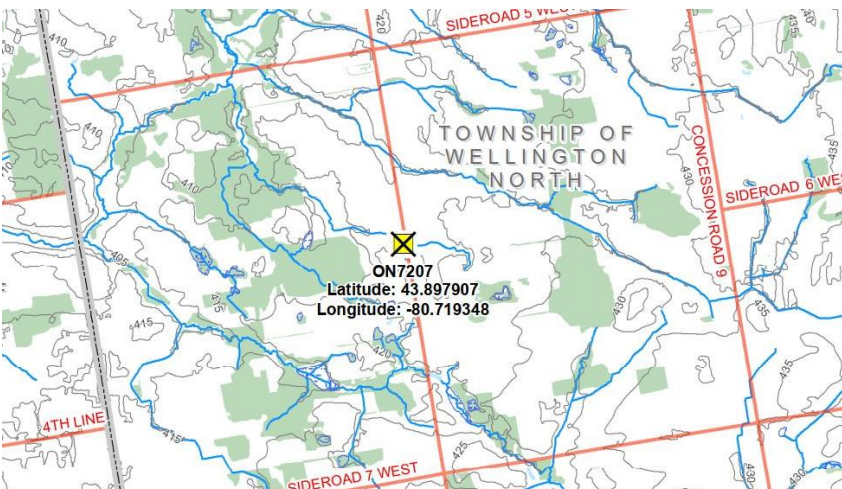 410
420
SIDEROAD 5 WEST
430
435
410
410
TOWNSHIP OF
WELLINGTON
NORTH
CONCESSION ROAD 9
430
SIDEROAD 6 WES
410
405
ON7207
Latitude: 43.897907
Longitude: -80.719348
415
430
435
415
420
435
4TH LINE
415
425
SIDEROAD 7 WEST
430